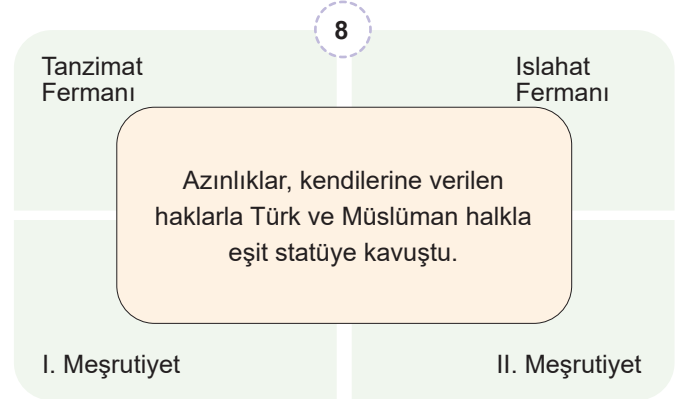 8
Tanzimat
Fermanı
Islahat
Fermanı
Azınlıklar, kendilerine verilen
haklarla Türk ve Müslüman halkla
eşit statüye kavuştu.
I. Meşrutiyet
II. Meşrutiyet